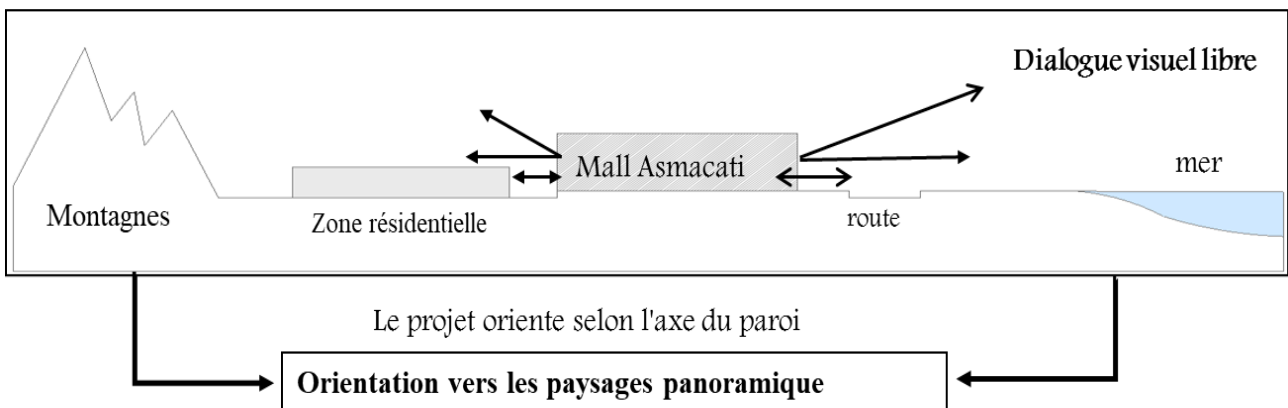 Dialogue visuel libre
Mall Asmacati
mer
Montagnes
Zone résidentielle
route
Le projet oriente selon l'axe du paroi
Orientation vers les paysages panoramique